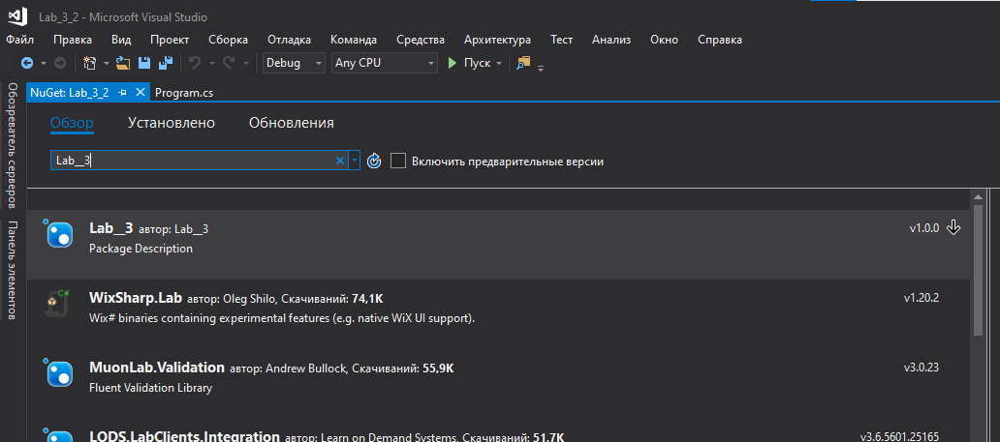 Lab_3_2 - Microsoft Visual Studio
Файл Правка Вид Проект Сборка Отладка Команда Средства Архитектура Тест Анализ Окно Справка
Debug Any CPU Пуск
NuGet: Lab_3_2 Program.cs
Обозреватель серверов
Панель элементов
Обзор Установлено Обновления
Lab__3 Включить предварительные версии
Lab__3 автор: Lab__3 v1.0.0
Package Description
C#
WixSharp.Lab автор: Oleg Shilo, Скачиваний: 74,1K v1.20.2
Wix# binaries containing experimental features (e.g. native WiX UI support).
MuonLab.Validation автор: Andrew Bullock, Скачиваний: 55,9K v3.0.23
Fluent Validation Library
LODS.LabClients.Integration автор: Learn on Demand Systems, Скачиваний: 51,7K v3.6.5601.25165